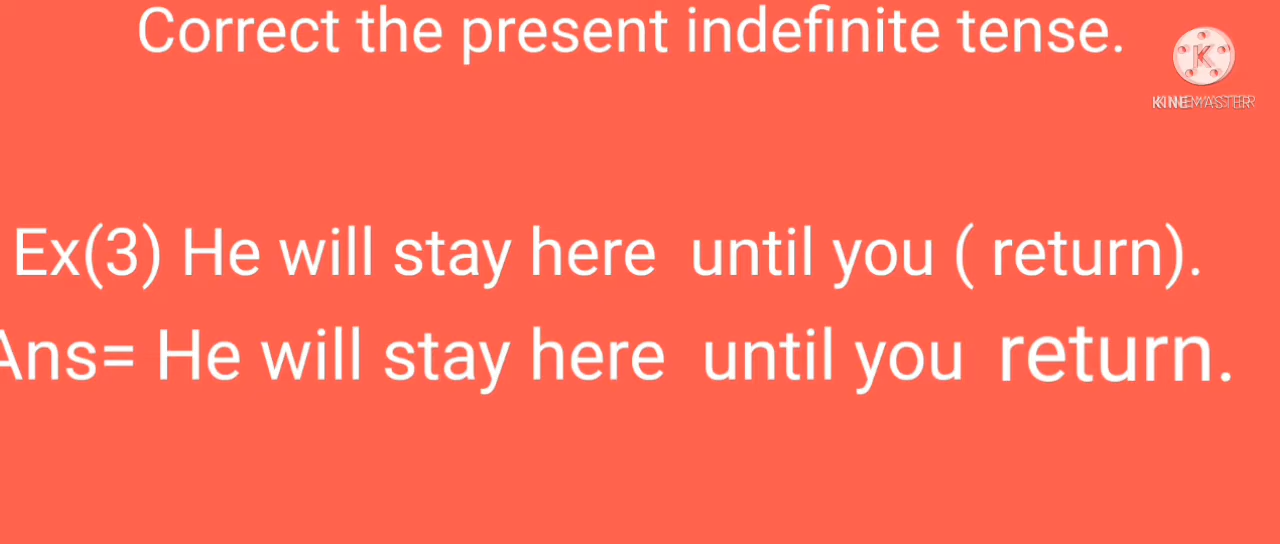 Correct the present indefinite tense.
KINEMASTER
Ex(3) He will stay here until you ( return).
Ans= He will stay here until you return.